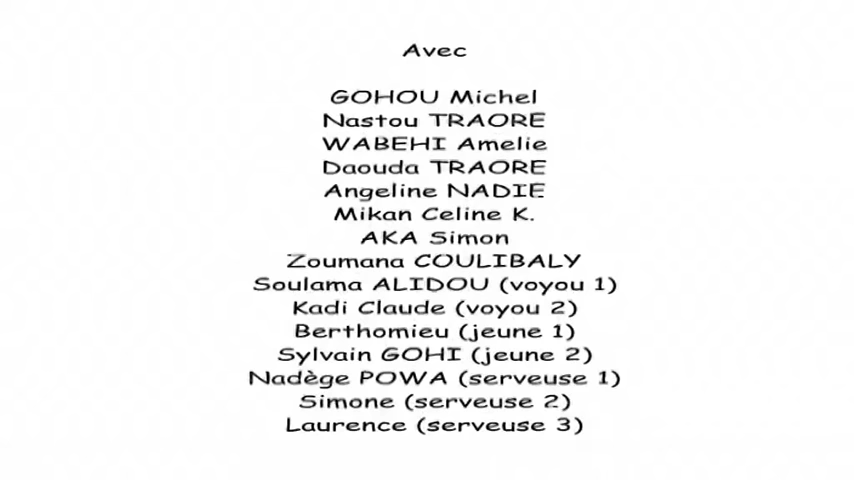 Avec
GOHOU Michel
Nastou TRAORE
WABEHI Amelie
Daouda TRAORE
Angeline NADIE
Mikan Celine K.
AKA Simon
Zoumana COULIBALY
Soulama ALIDOU (voyou 1)
Kadi Claude (voyou 2)
Berthomieu (jeune 1)
Sylvain GOHI (jeune 2)
Nadège POWA (serveuse 1)
Simone (serveuse 2)
Laurence (serveuse 3)